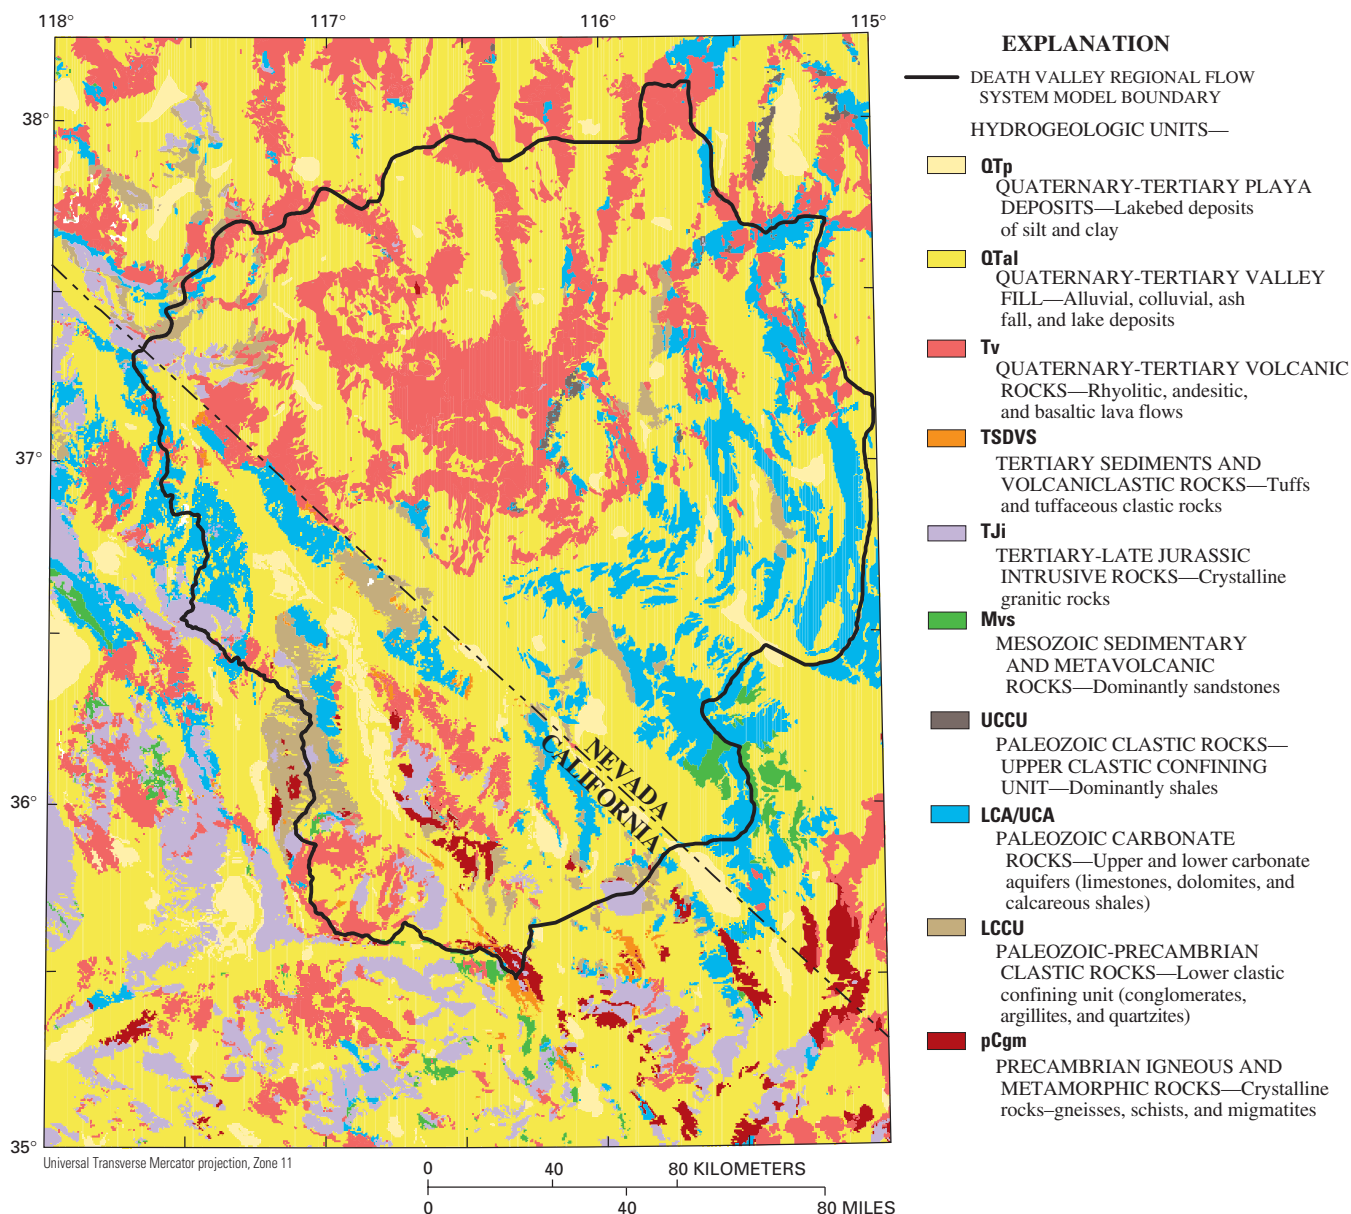 118°
117°
116°
115°
38°
37°
36°
35°
NEVADA
CALIFORNIA
Universal Transverse Mercator projection, Zone 11
0 40 80 KILOMETERS
0 40 80 MILES
EXPLANATION
DEATH VALLEY REGIONAL FLOW
SYSTEM MODEL BOUNDARY
HYDROGEOLOGIC UNITS—
QTp
QUATERNARY-TERTIARY PLAYA
DEPOSITS—Lakebed deposits
of silt and clay
QTal
QUATERNARY-TERTIARY VALLEY
FILL—Alluvial, colluvial, ash
fall, and lake deposits
Tv
QUATERNARY-TERTIARY VOLCANIC
ROCKS—Rhyolitic, andesitic,
and basaltic lava flows
TSDVS
TERTIARY SEDIMENTS AND
VOLCANICLASTIC ROCKS—Tuffs
and tuffaceous clastic rocks
TJi
TERTIARY-LATE JURASSIC
INTRUSIVE ROCKS—Crystalline
granitic rocks
Mvs
MESOZOIC SEDIMENTARY
AND METAVOLCANIC
ROCKS—Dominantly sandstones
UCCU
PALEOZOIC CLASTIC ROCKS—
UPPER CLASTIC CONFINING
UNIT—Dominantly shales
LCA/UCA
PALEOZOIC CARBONATE
ROCKS—Upper and lower carbonate
aquifers (limestones, dolomites, and
calcareous shales)
LCCU
PALEOZOIC-PRECAMBRIAN
CLASTIC ROCKS—Lower clastic
confining unit (conglomerates,
argillites, and quartzites)
pCgm
PRECAMBRIAN IGNEOUS AND
METAMORPHIC ROCKS—Crystalline
rocks–gneisses, schists, and migmatites